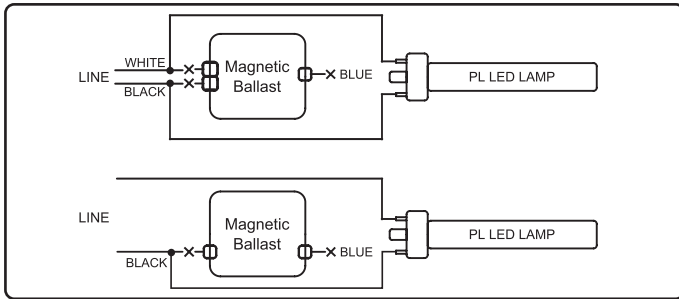 WHITE
LINE
BLACK
Magnetic
Ballast
BLUE
PL LED LAMP
LINE
BLACK
Magnetic
Ballast
BLUE
PL LED LAMP